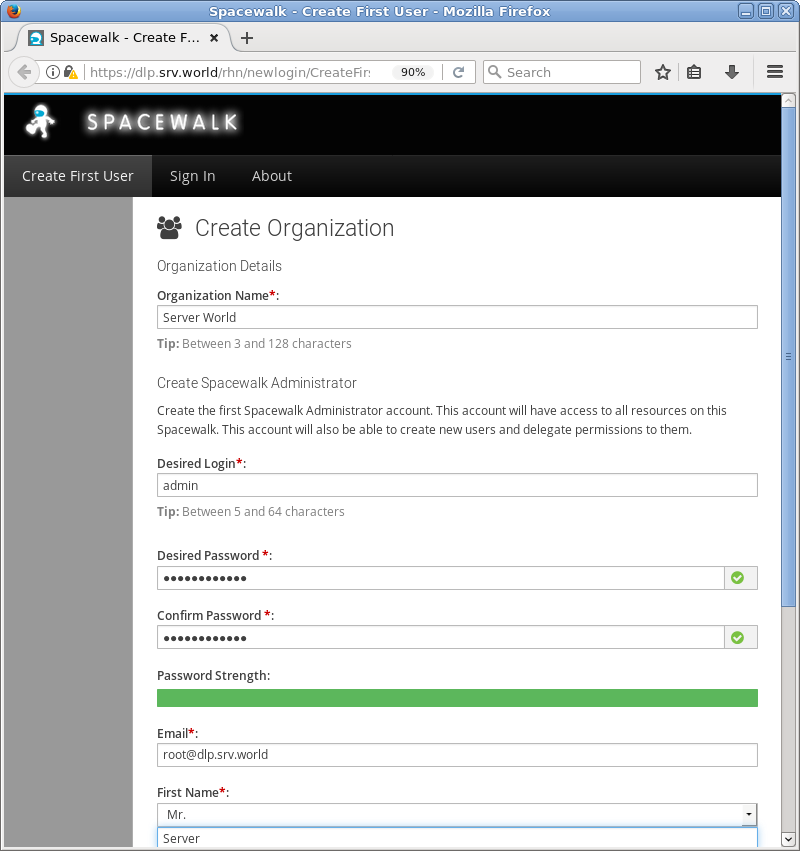 Spacewalk - Create First User - Mozilla Firefox
Spacewalk - Create F...
https://dlp.srv.world/rhn/newlogin/CreateFir
90%
Search
SPACEWALK
Create First User
Sign In
About
Create Organization
Organization Details
Organization Name*:
Server World
Tip: Between 3 and 128 characters
Create Spacewalk Administrator
Create the first Spacewalk Administrator account. This account will have access to all resources on this
Spacewalk. This account will also be able to create new users and delegate permissions to them.
Desired Login*:
admin
Tip: Between 5 and 64 characters
Desired Password *:
••••••••••••
Confirm Password *:
••••••••••••
Password Strength:
Email*:
root@dlp.srv.world
First Name*:
Mr.
Server